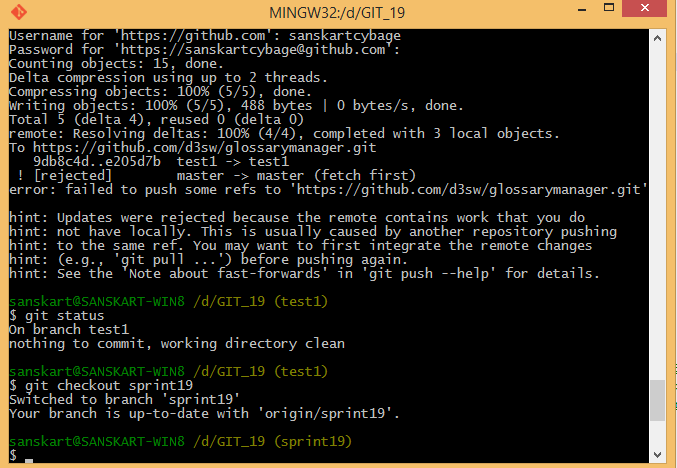 MINGW32:/d/GIT_19
Username for 'https://github.com': sanskartcybage
Password for 'https://sanskartcybage@github.com':
Counting objects: 15, done.
Delta compression using up to 2 threads.
Compressing objects: 100% (5/5), done.
Writing objects: 100% (5/5), 488 bytes | 0 bytes/s, done.
Total 5 (delta 4), reused 0 (delta 0)
remote: Resolving deltas: 100% (4/4), completed with 3 local objects.
To https://github.com/d3sw/glossarymanager.git
   9db8c4d..e205d7b  test1 -> test1
 ! [rejected]        master -> master (fetch first)
error: failed to push some refs to 'https://github.com/d3sw/glossarymanager.git'
hint: Updates were rejected because the remote contains work that you do
hint: not have locally. This is usually caused by another repository pushing
hint: to the same ref. You may want to first integrate the remote changes
hint: (e.g., 'git pull ...') before pushing again.
hint: See the 'Note about fast-forwards' in 'git push --help' for details.
sanskart@SANSKART-WIN8 /d/GIT_19 (test1)
$ git status
On branch test1
nothing to commit, working directory clean
sanskart@SANSKART-WIN8 /d/GIT_19 (test1)
$ git checkout sprint19
Switched to branch 'sprint19'
Your branch is up-to-date with 'origin/sprint19'.
sanskart@SANSKART-WIN8 /d/GIT_19 (sprint19)
$